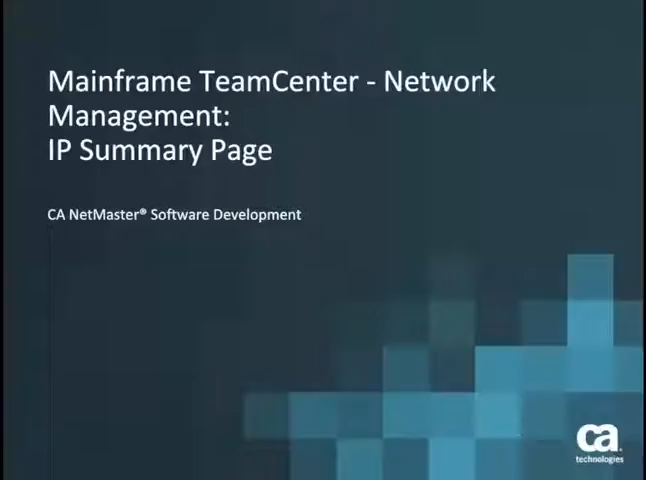 Mainframe TeamCenter - Network
Management:
IP Summary Page
CA NetMaster® Software Development
ca
technologies